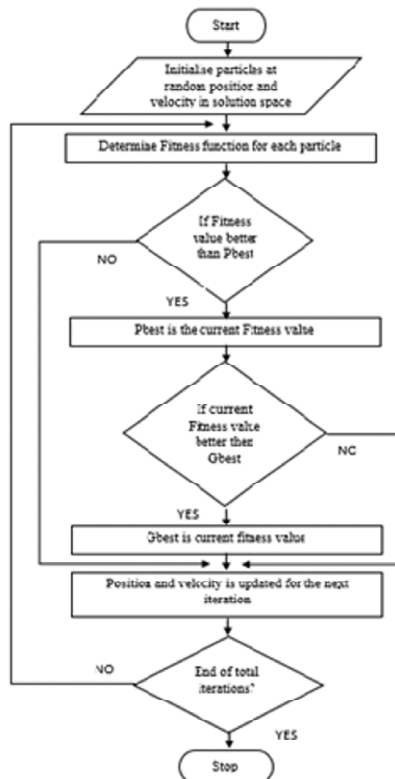 Start
Initialise particles at
random position and
velocity in solution space
Determine Fitness function for each particle
If Fitness
value better
than Pbest
NO
YES
Pbest is the current Fitness value
If current
Fitness value
better then
Gbest
NC
YES
Gbest is current fitness value
Position and velocity is updated for the next
iteration
NO
End of total
iterations?
YES
Stop